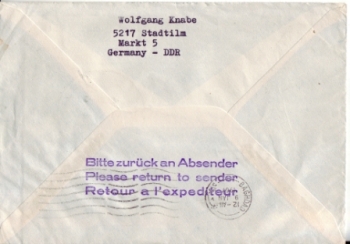 Wolfgang Knabe
5217 Stadtilm
Markt 5
Germany - DDR
Bitte zurück an Absender
Please return to sender
Retour a l'expediteur